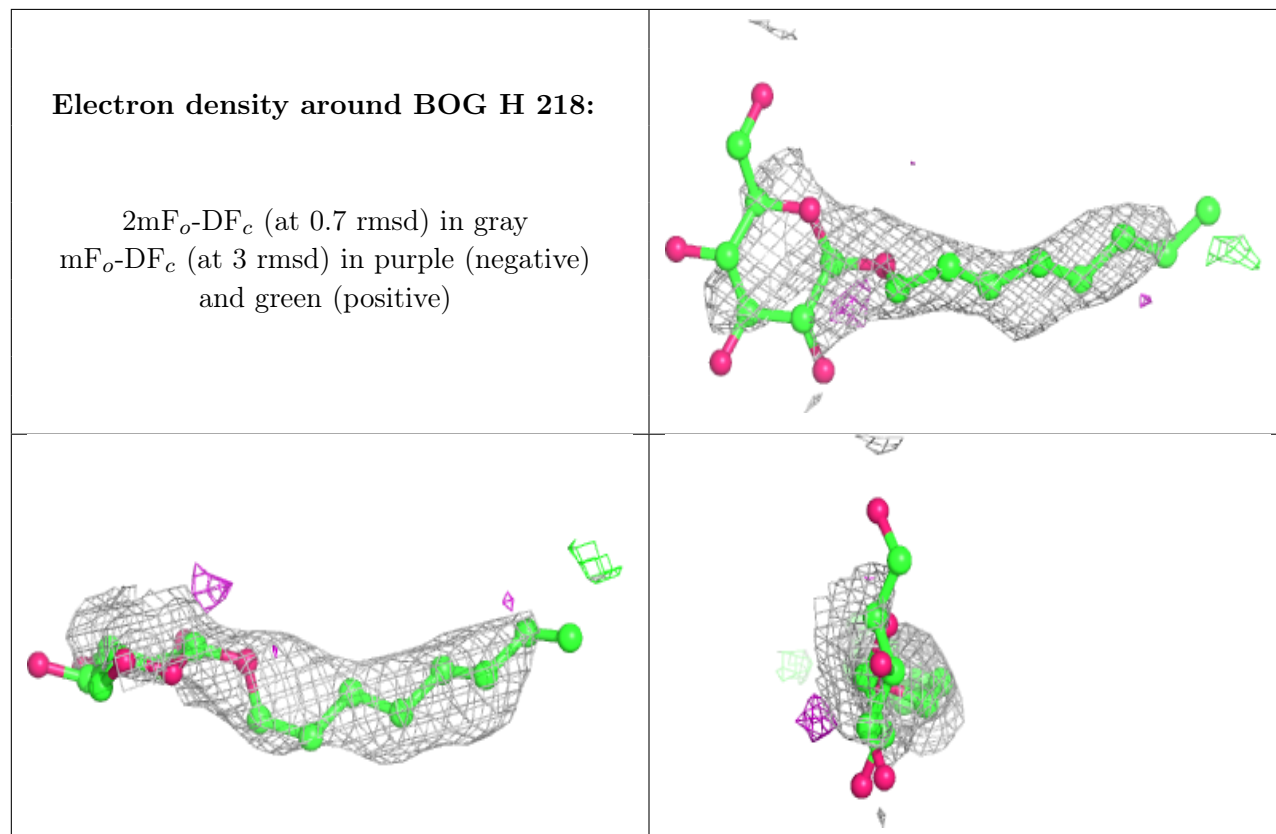 Electron density around BOG H 218:
2mFo-DFc (at 0.7 rmsd) in gray
mFo-DFc (at 3 rmsd) in purple (negative)
and green (positive)